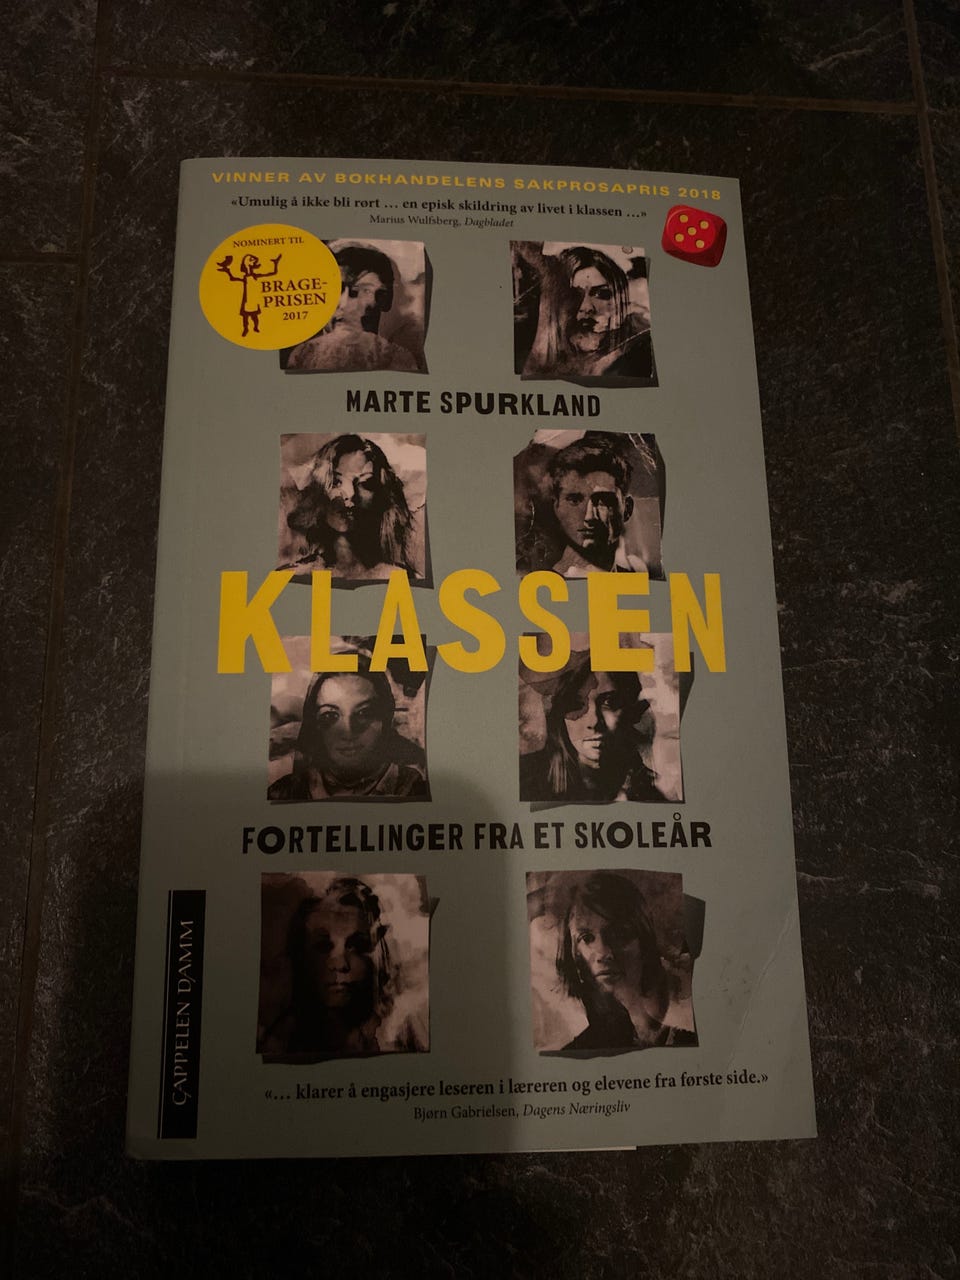 VINNER AV BOKHANDELENS SAKPROSAPRIS 2018
«Umulig å ikke bli rørt ... en episk skildring av livet i klassen ...»
Marius Wulfsberg, Dagbladet
NOMINERT TIL
BRAGE-
PRISEN
2017
MARTE SPURKLAND
KLASSEN
FORTELLINGER FRA ET SKOLEÅR
CAPPELEN DAMM
«... klarer å engasjere leseren i læreren og elevene fra første side.»
Bjørn Gabrielsen, Dagens Næringsliv